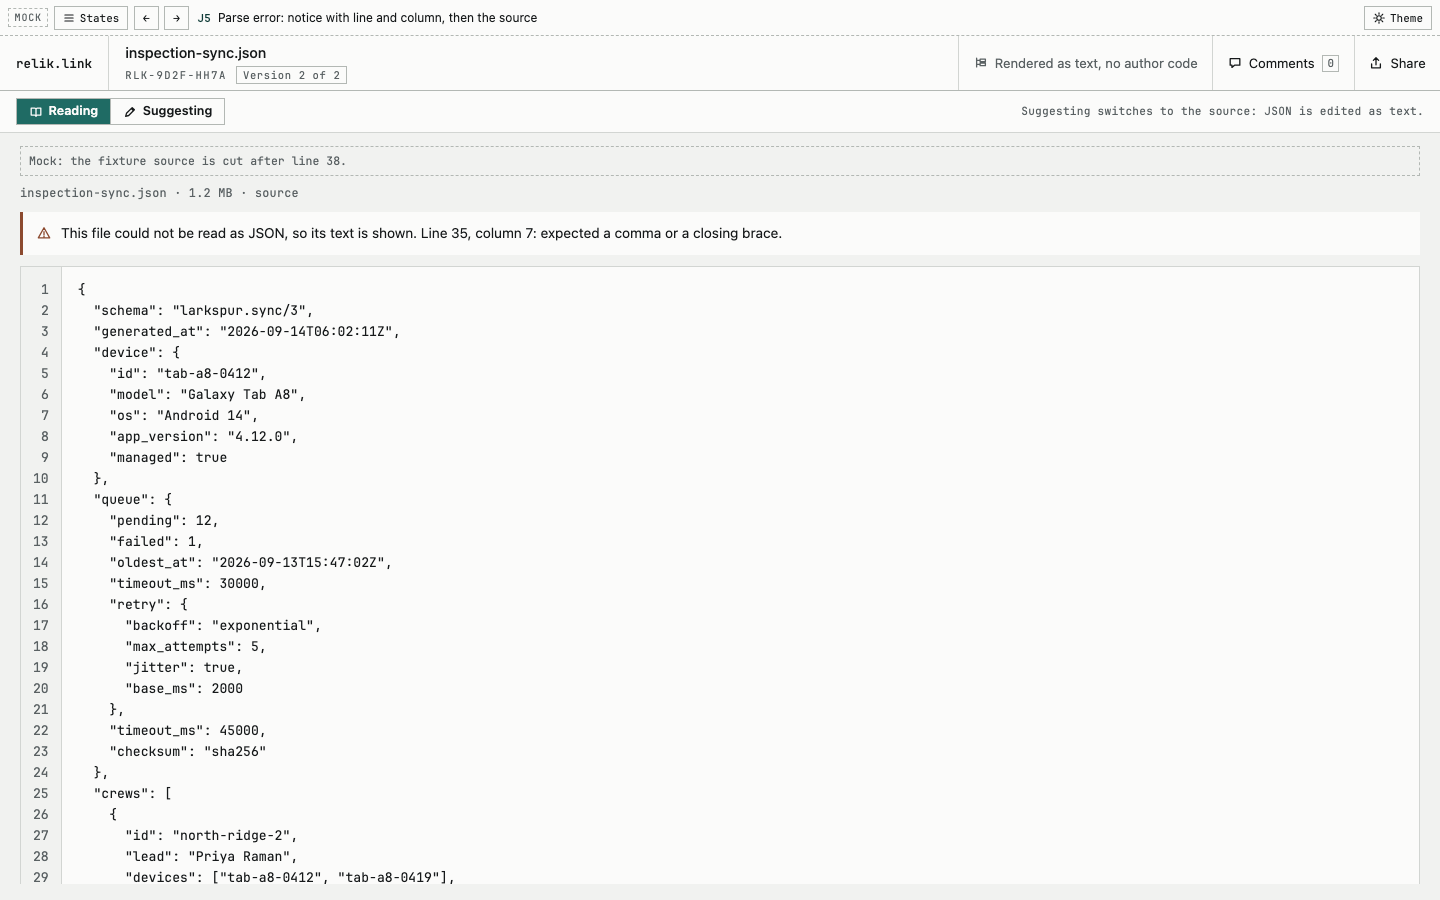 MOCK States ← → J5 Parse error: notice with line and column, then the source Theme
relik.link inspection-sync.json
RLK-9D2F-HH7A Version 2 of 2
Rendered as text, no author code Comments 0 Share
Reading Suggesting Suggesting switches to the source: JSON is edited as text.
Mock: the fixture source is cut after line 38.
inspection-sync.json · 1.2 MB · source
This file could not be read as JSON, so its text is shown. Line 35, column 7: expected a comma or a closing brace.
1 {
2   "schema": "larkspur.sync/3",
3   "generated_at": "2026-09-14T06:02:11Z",
4   "device": {
5     "id": "tab-a8-0412",
6     "model": "Galaxy Tab A8",
7     "os": "Android 14",
8     "app_version": "4.12.0",
9     "managed": true
10   },
11   "queue": {
12     "pending": 12,
13     "failed": 1,
14     "oldest_at": "2026-09-13T15:47:02Z",
15     "timeout_ms": 30000,
16     "retry": {
17       "backoff": "exponential",
18       "max_attempts": 5,
19       "jitter": true,
20       "base_ms": 2000
21     },
22     "timeout_ms": 45000,
23     "checksum": "sha256"
24   },
25   "crews": [
26     {
27       "id": "north-ridge-2",
28       "lead": "Priya Raman",
29       "devices": ["tab-a8-0412", "tab-a8-0419"],